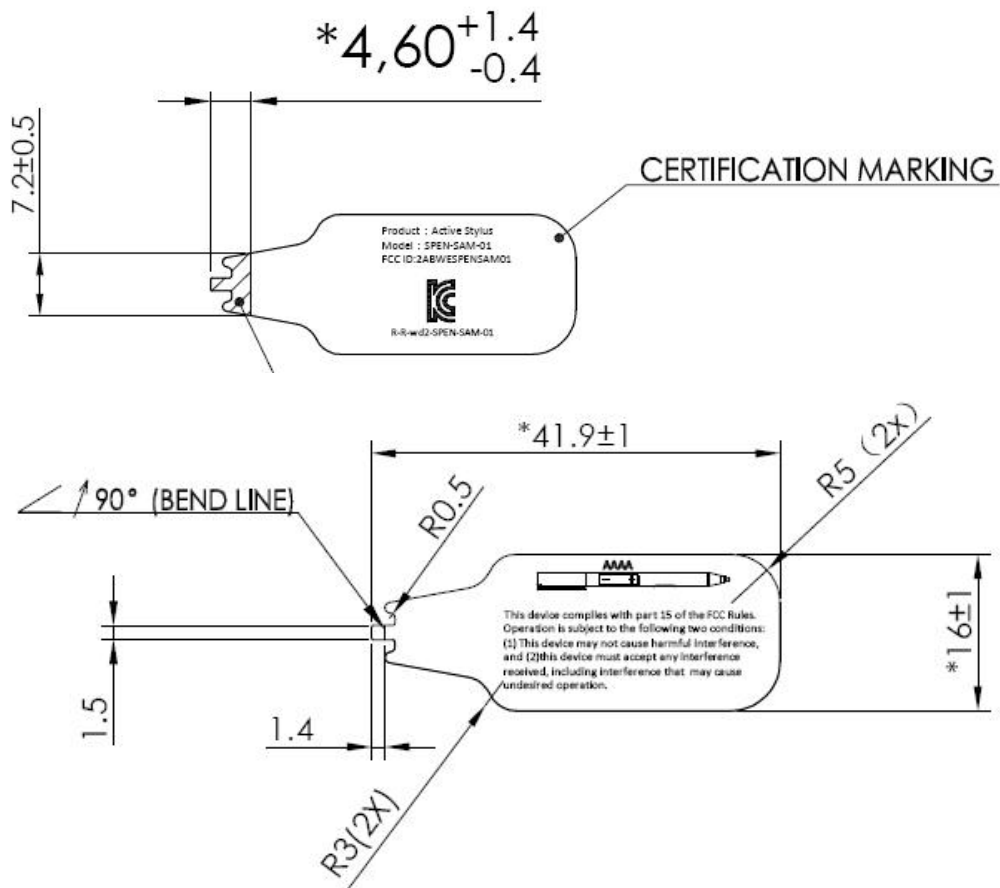 *4,60 +1.4 -0.4
7.2±0.5
CERTIFICATION MARKING
Product : Active Stylus
Model : SPEN-SAM-01
FCC ID:2ABWESPENSAM01
KC
R-R-wd2-SPEN-SAM-01
*41.9±1
R5 (2X)
90° (BEND LINE)
R0.5
AAAA
This device complies with part 15 of the FCC Rules.
Operation is subject to the following two conditions:
(1) This device may not cause harmful interference,
and (2)this device must accept any interference
received, including interference that may cause
undesired operation.
*16±1
1.5
1.4
R3(2X)